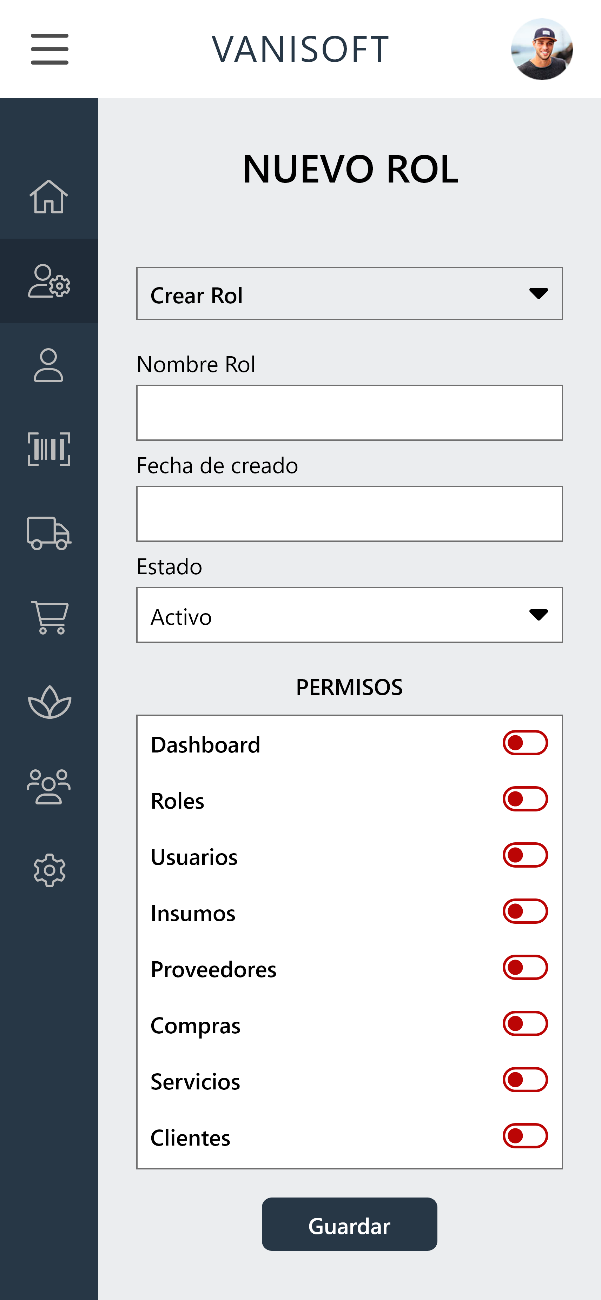 VANISOFT
NUEVO ROL
Crear Rol
Nombre Rol
Fecha de creado
Estado
Activo
PERMISOS
Dashboard
Roles
Usuarios
Insumos
Proveedores
Compras
Servicios
Clientes
Guardar